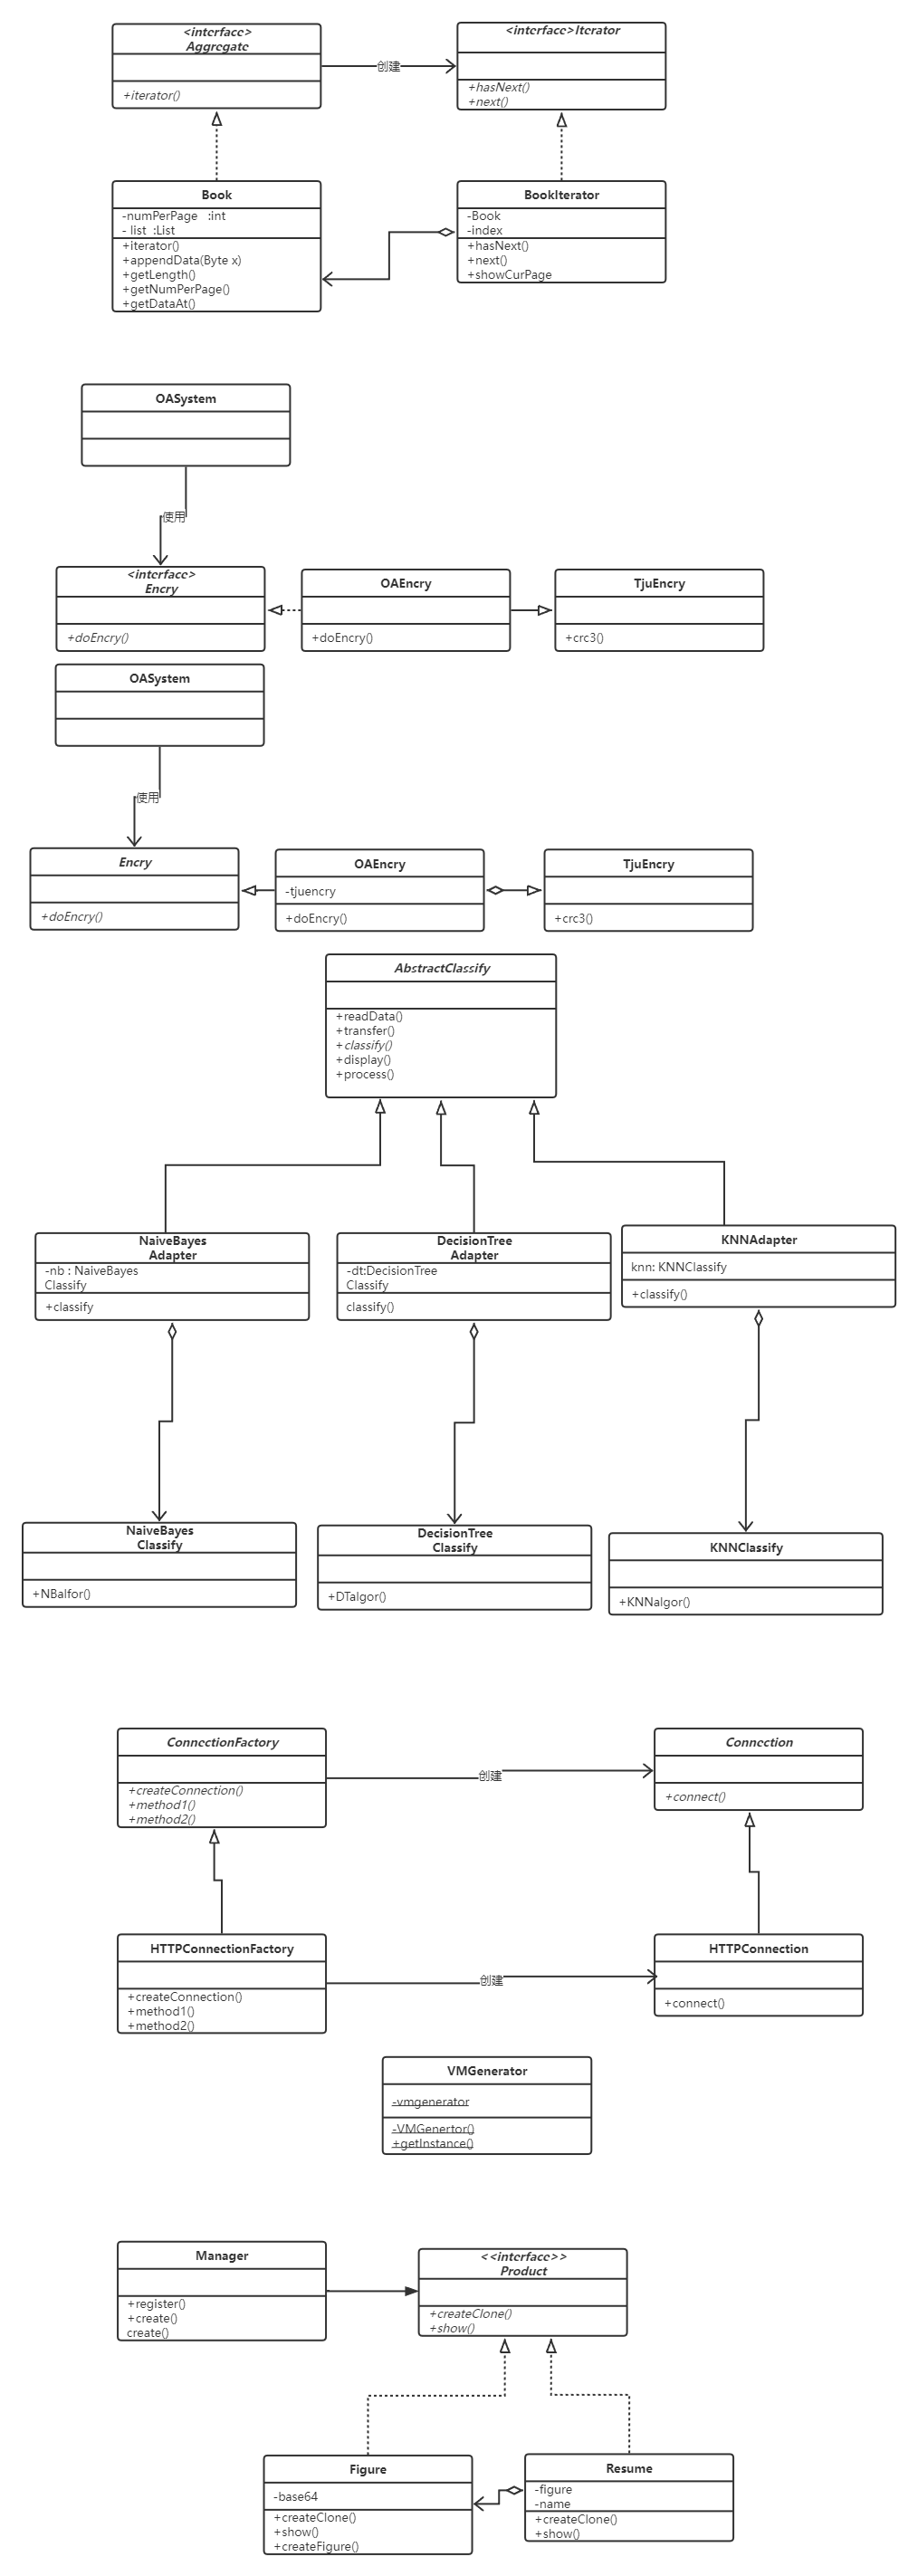 <interface>
Aggregate
+iterator()
创建
<interface>Iterator
+hasNext()
+next()
Book
-numPerPage :int
- list :List
+iterator()
+appendData(Byte x)
+getLength()
+getNumPerPage()
+getDataAt()
BookIterator
-Book
-index
+hasNext()
+next()
+showCurPage
OASystem
使用
<interface>
Encry
+doEncry()
OAEncry
+doEncry()
TjuEncry
+crc3()
OASystem
使用
Encry
+doEncry()
OAEncry
-tjuencry
+doEncry()
TjuEncry
+crc3()
AbstractClassify
+readData()
+transfer()
+classify()
+display()
+process()
NaiveBayes
Adapter
-nb : NaiveBayes
Classify
+classify
DecisionTree
Adapter
-dt:DecisionTree
Classify
classify()
KNNAdapter
knn: KNNClassify
+classify()
NaiveBayes
Classify
+NBalfor()
DecisionTree
Classify
+DTalgor()
KNNClassify
+KNNalgor()
ConnectionFactory
+createConnection()
+method1()
+method2()
创建
Connection
+connect()
HTTPConnectionFactory
+createConnection()
+method1()
+method2()
创建
HTTPConnection
+connect()
VMGenerator
-vmgenerator
-VMGenertor()
+getInstance()
Manager
+register()
+create()
create()
<<interface>>
Product
+createClone()
+show()
Figure
-base64
+createClone()
+show()
+createFigure()
Resume
-figure
-name
+createClone()
+show()